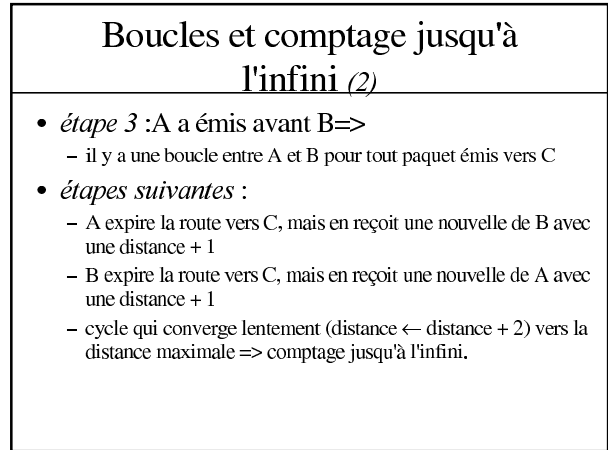 Boucles et comptage jusqu'à
l'infini (2)
• étape 3 :A a émis avant B=>
– il y a une boucle entre A et B pour tout paquet émis vers C
• étapes suivantes :
– A expire la route vers C, mais en reçoit une nouvelle de B avec
une distance + 1
– B expire la route vers C, mais en reçoit une nouvelle de A avec
une distance + 1
– cycle qui converge lentement (distance ← distance + 2) vers la
distance maximale => comptage jusqu'à l'infini.